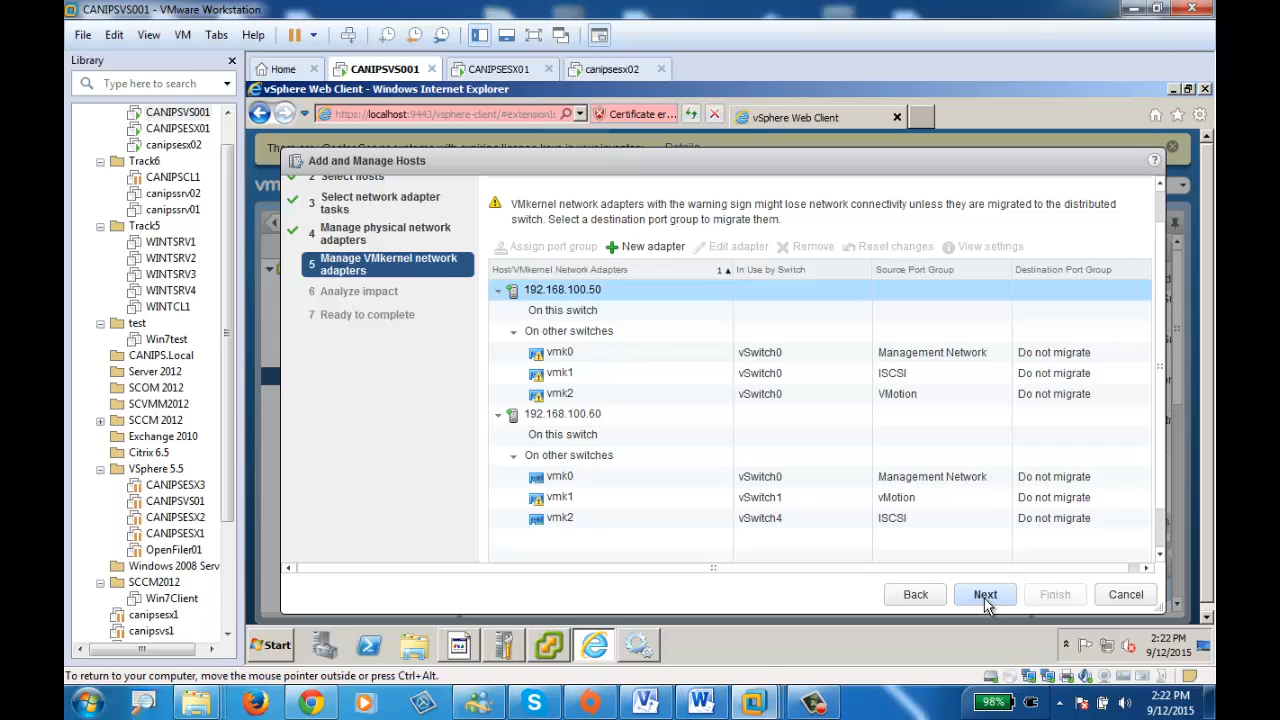 CANIPSVS001 - VMware Workstation
File Edit View VM Tabs Help
Library
Type here to search
CANIPSVS001
CANIPSESX01
canipsesx02
Track6
CANIPSCL1
canipssrv02
canipssrv01
Track5
WINTSRV1
WINTSRV2
WINTSRV3
WINTSRV4
WINTCL1
test
Win7test
CANIPS.Local
Server 2012
SCOM 2012
SCVMM2012
SCCM 2012
Exchange 2010
Citrix 6.5
VSphere 5.5
CANIPSESX3
CANIPSVS01
CANIPSESX2
CANIPSESX1
OpenFiler01
Windows 2008 Serv
SCCM2012
Win7Client
canipsesx1
canipsvs1
Home CANIPSVS001 CANIPSESX01 canipsesx02
vSphere Web Client - Windows Internet Explorer
https://localhost:9443/vsphere-client/#extensionI Certificate er... vSphere Web Client
Details...
vm
Add and Manage Hosts
2 Select hosts
3 Select network adapter tasks
4 Manage physical network adapters
5 Manage VMkernel network adapters
6 Analyze impact
7 Ready to complete
VMkernel network adapters with the warning sign might lose network connectivity unless they are migrated to the distributed
switch. Select a destination port group to migrate them.
Assign port group New adapter Edit adapter Remove Reset changes View settings
Host/VMkernel Network Adapters 1 In Use by Switch Source Port Group Destination Port Group
192.168.100.50
On this switch
On other switches
vmk0 vSwitch0 Management Network Do not migrate
vmk1 vSwitch0 ISCSI Do not migrate
vmk2 vSwitch0 VMotion Do not migrate
192.168.100.60
On this switch
On other switches
vmk0 vSwitch0 Management Network Do not migrate
vmk1 vSwitch1 vMotion Do not migrate
vmk2 vSwitch4 ISCSI Do not migrate
Back Next Finish Cancel
Start
2:22 PM
9/12/2015
To return to your computer, move the mouse pointer outside or press Ctrl+Alt.
98%
2:22 PM
9/12/2015